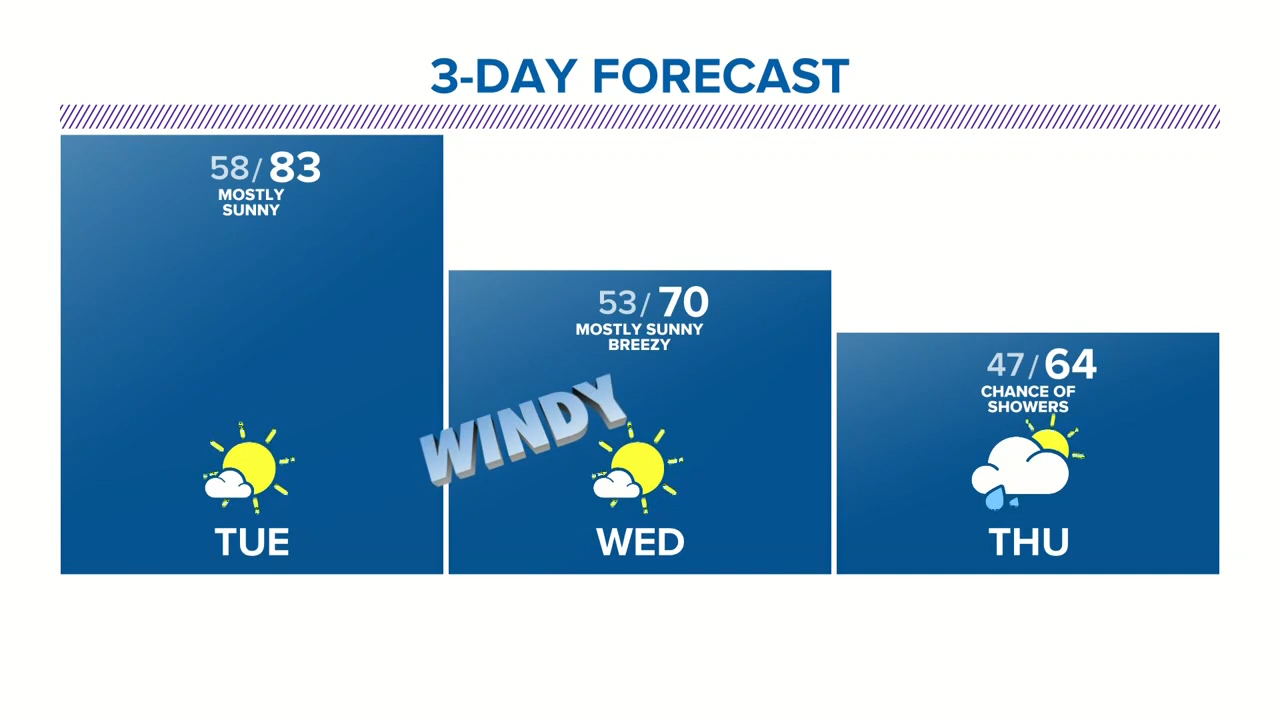 3-DAY FORECAST
58/ 83
MOSTLY
SUNNY
53/ 70
MOSTLY SUNNY
BREEZY
47/ 64
CHANCE OF
SHOWERS
WINDY
TUE
WED
THU